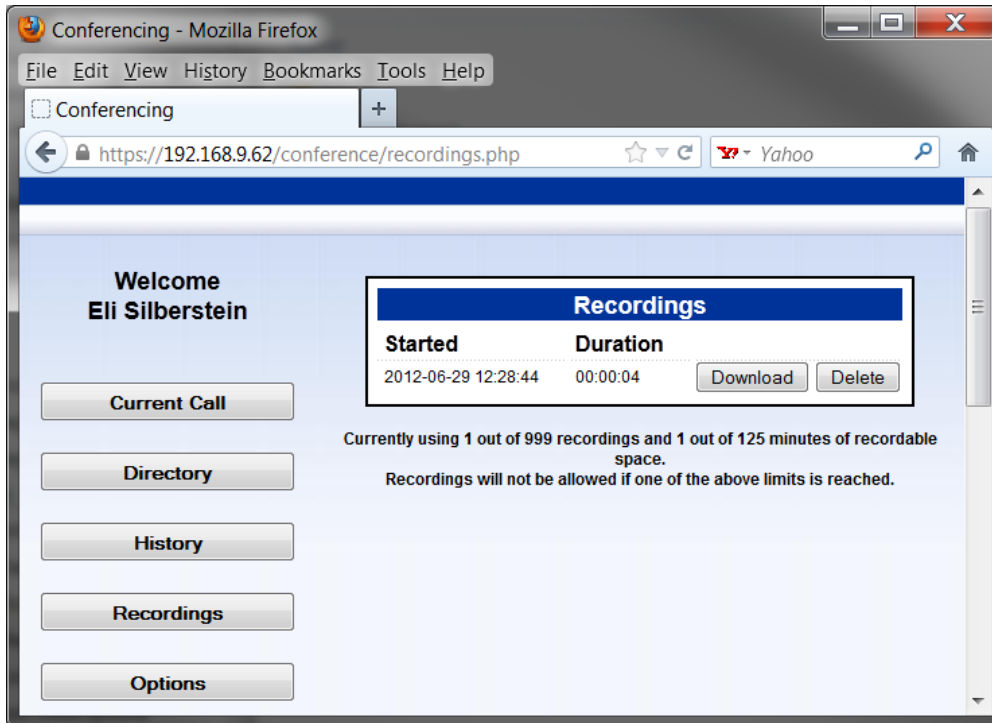 Conferencing - Mozilla Firefox
File Edit View History Bookmarks Tools Help
Conferencing +
https://192.168.9.62/conference/recordings.php Y! Yahoo
Welcome
Eli Silberstein
Current Call
Directory
History
Recordings
Options
Recordings
Started Duration
2012-06-29 12:28:44 00:00:04 Download Delete
Currently using 1 out of 999 recordings and 1 out of 125 minutes of recordable
space.
Recordings will not be allowed if one of the above limits is reached.